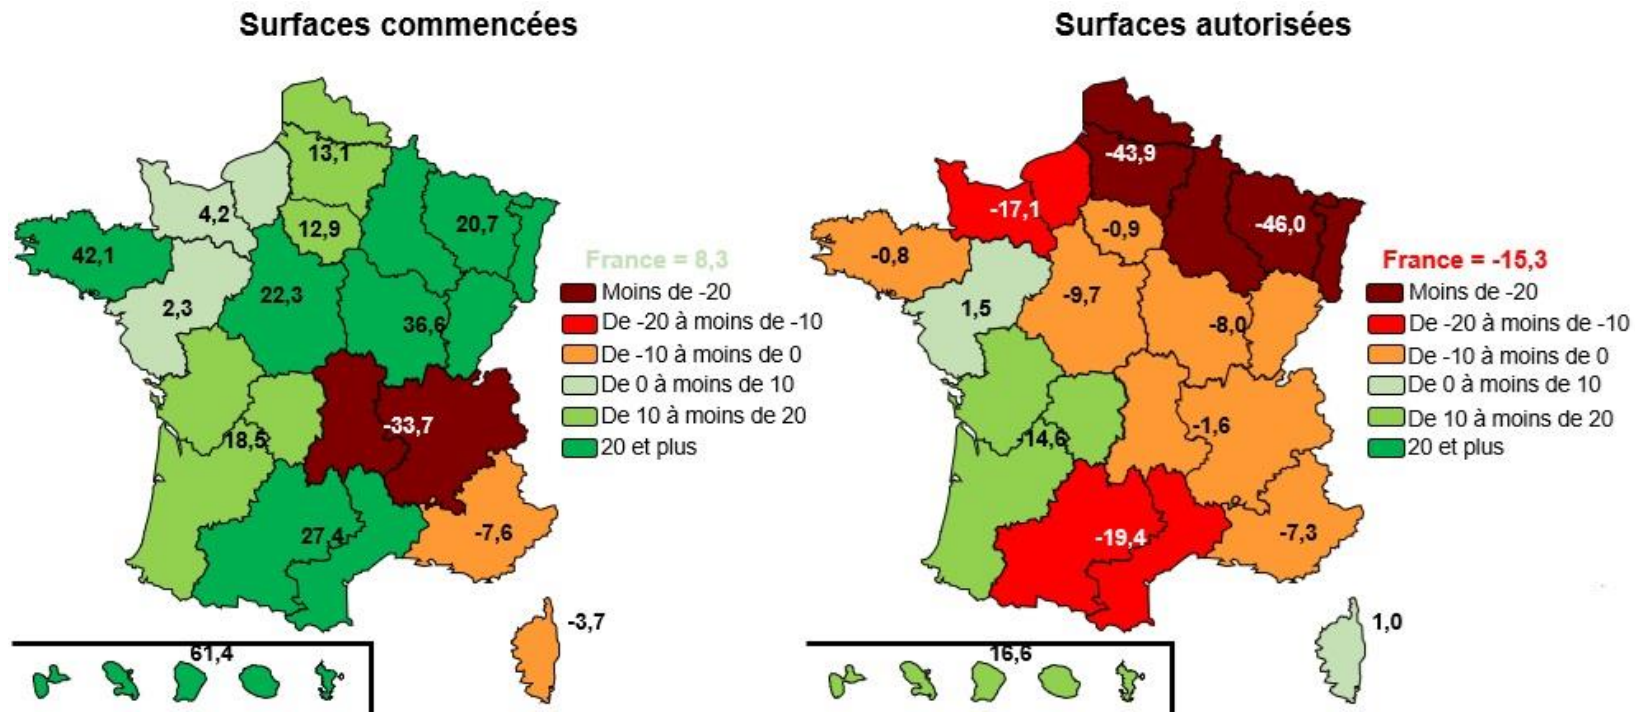 Surfaces commencées
13,1
4,2
12,9
20,7
42,1
22,3
2,3
36,6
-33,7
18,5
27,4
-7,6
-3,7
61,4
France = 8,3
Moins de -20
De -20 à moins de -10
De -10 à moins de 0
De 0 à moins de 10
De 10 à moins de 20
20 et plus
Surfaces autorisées
-43,9
-17,1
-0,9
-46,0
-0,8
-9,7
1,5
-8,0
-1,6
14,6
-19,4
-7,3
1,0
16,6
France = -15,3
Moins de -20
De -20 à moins de -10
De -10 à moins de 0
De 0 à moins de 10
De 10 à moins de 20
20 et plus